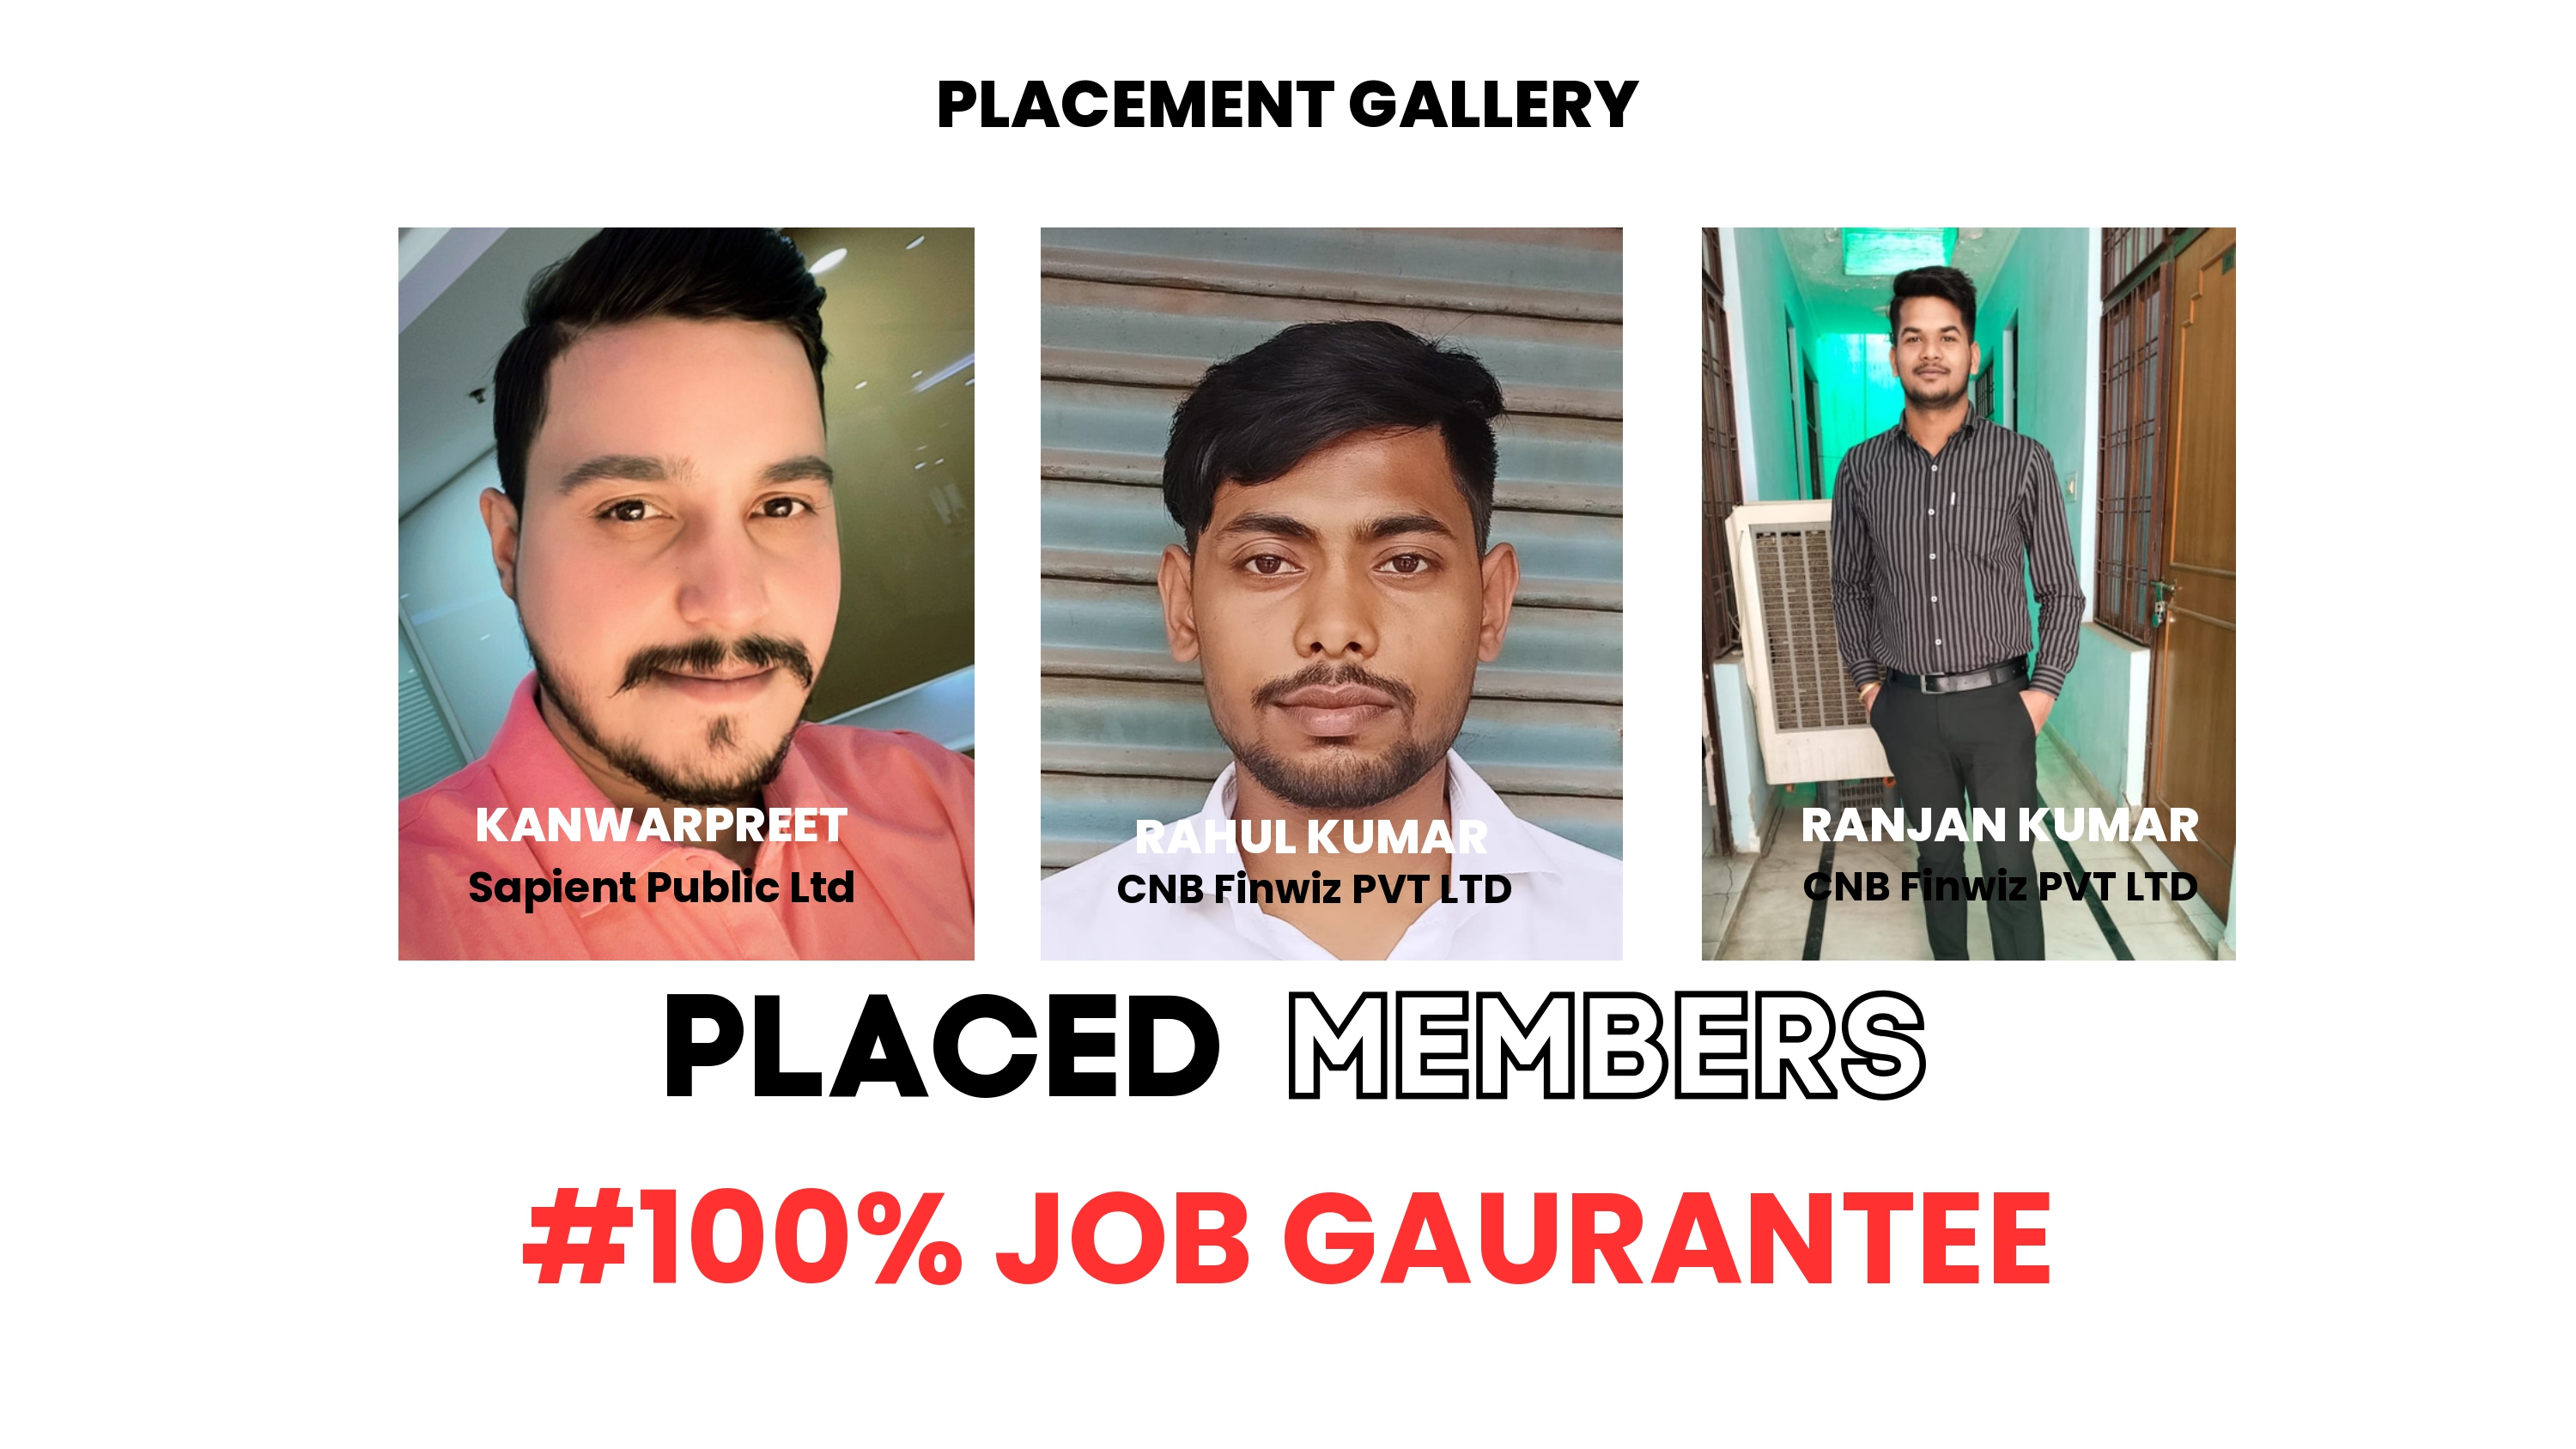 PLACEMENT GALLERY
KANWARPREET
Sapient Public Ltd
RAHUL KUMAR
CNB Finwiz PVT LTD
RANJAN KUMAR
CNB Finwiz PVT LTD
PLACED MEMBERS
#100% JOB GAURANTEE